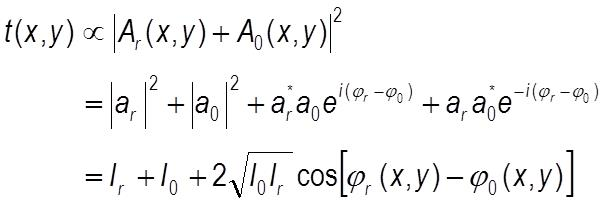 t(x,y) ∝ |A_r(x,y) + A_0(x,y)|^2
= |a_r|^2 + |a_0|^2 + a_r^* a_0 e^{i(φ_r − φ_0)} + a_r a_0^* e^{−i(φ_r − φ_0)}
= I_r + I_0 + 2√(I_0 I_r) cos[φ_r(x,y) − φ_0(x,y)]